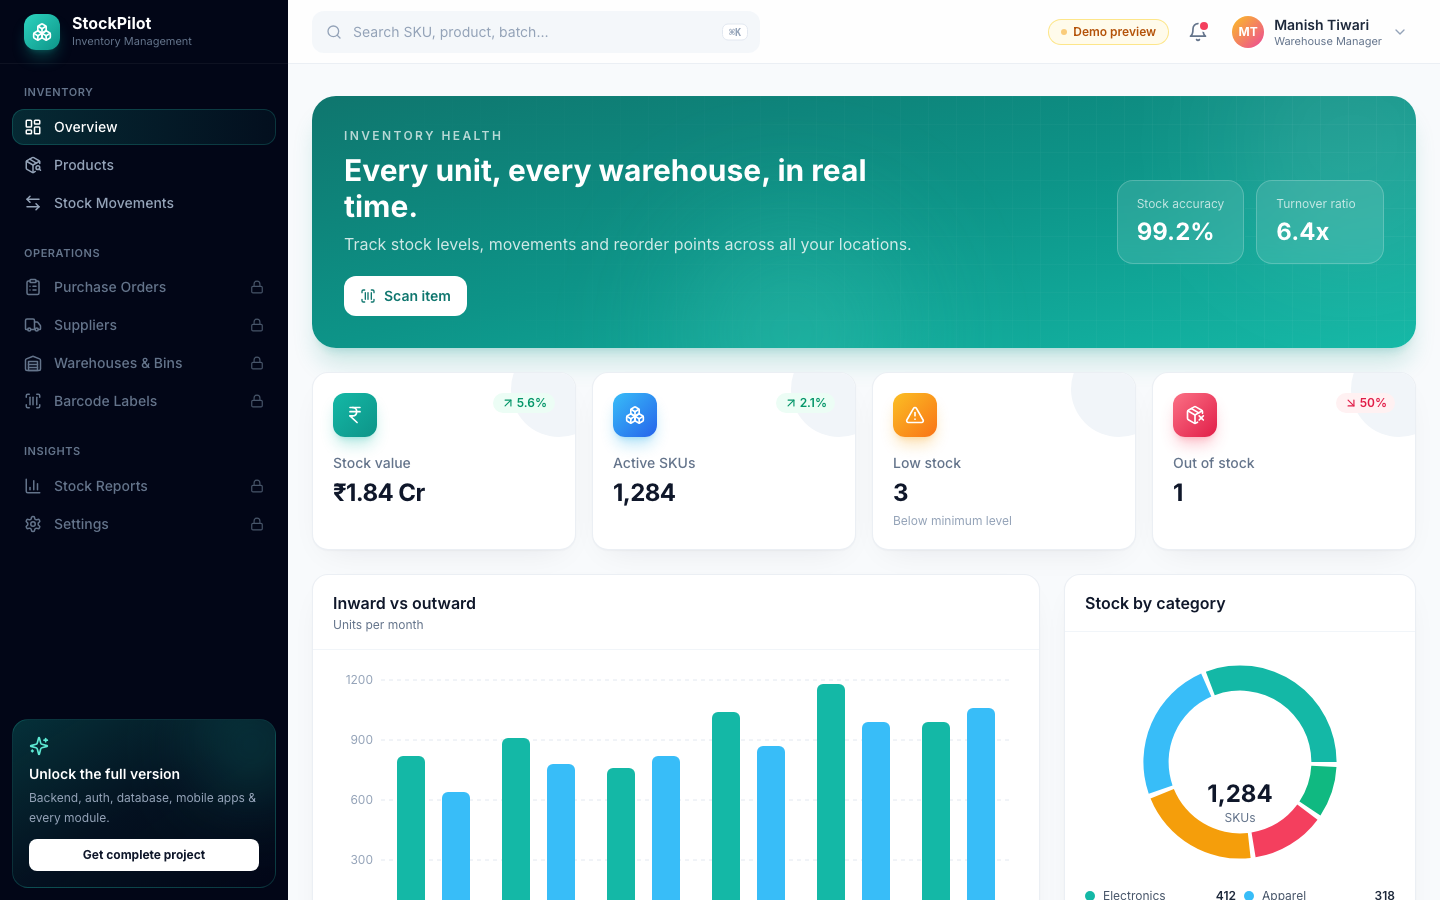 StockPilot
Inventory Management
INVENTORY
Overview
Products
Stock Movements
OPERATIONS
Purchase Orders
Suppliers
Warehouses & Bins
Barcode Labels
INSIGHTS
Stock Reports
Settings
Unlock the full version
Backend, auth, database, mobile apps &
every module.
Get complete project
Search SKU, product, batch...
⌘K
Demo preview
MT
Manish Tiwari
Warehouse Manager
INVENTORY HEALTH
Every unit, every warehouse, in real
time.
Track stock levels, movements and reorder points across all your locations.
Scan item
Stock accuracy
99.2%
Turnover ratio
6.4x
5.6%
Stock value
₹1.84 Cr
2.1%
Active SKUs
1,284
Low stock
3
Below minimum level
50%
Out of stock
1
Inward vs outward
Units per month
1200
900
600
300
Stock by category
1,284
SKUs
Electronics 412
Apparel 318